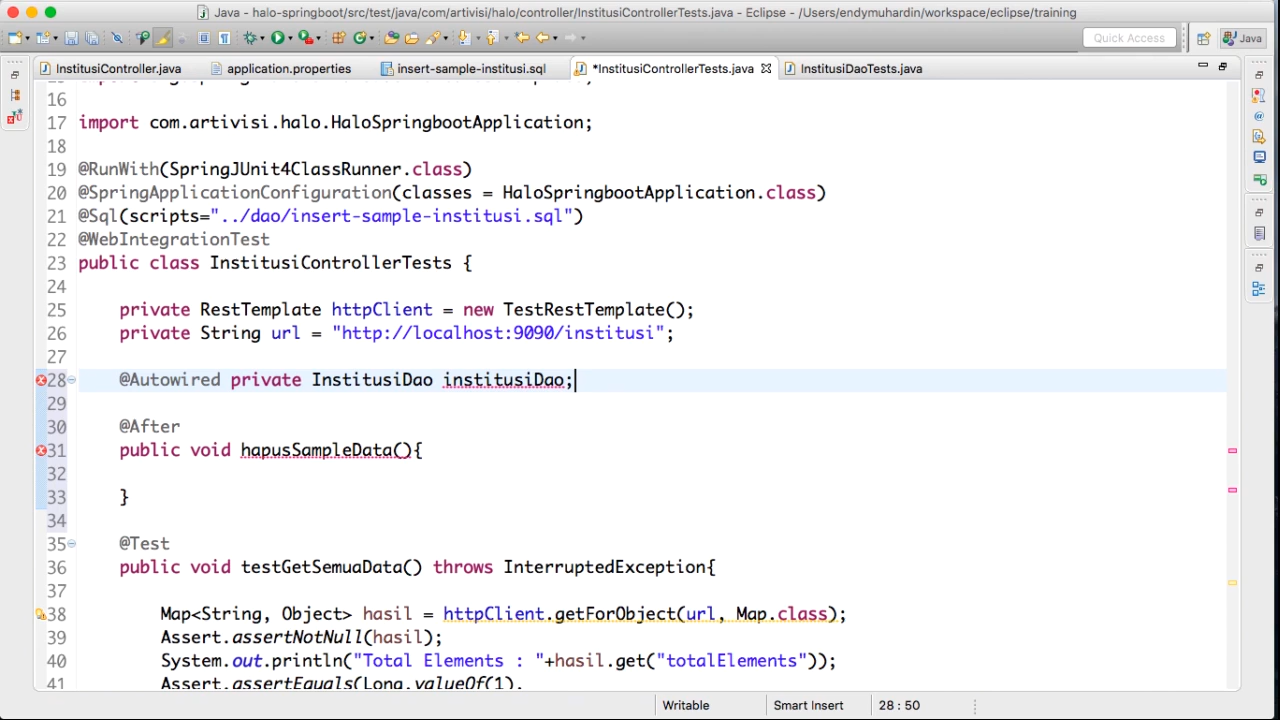 Java - halo-springboot/src/test/java/com/artivisi/halo/controller/InstitusiControllerTests.java - Eclipse - /Users/endymuhardin/workspace/eclipse/training
Quick Access
Java
InstitusiController.java
application.properties
insert-sample-institusi.sql
*InstitusiControllerTests.java
InstitusiDaoTests.java
16
17 import com.artivisi.halo.HaloSpringbootApplication;
18
19 @RunWith(SpringJUnit4ClassRunner.class)
20 @SpringApplicationConfiguration(classes = HaloSpringbootApplication.class)
21 @Sql(scripts="../dao/insert-sample-institusi.sql")
22 @WebIntegrationTest
23 public class InstitusiControllerTests {
24
25 private RestTemplate httpClient = new TestRestTemplate();
26 private String url = "http://localhost:9090/institusi";
27
28 @Autowired private InstitusiDao institusiDao;
29
30 @After
31 public void hapusSampleData(){
32
33 }
34
35 @Test
36 public void testGetSemuaData() throws InterruptedException{
37
38 Map<String, Object> hasil = httpClient.getForObject(url, Map.class);
39 Assert.assertNotNull(hasil);
40 System.out.println("Total Elements : "+hasil.get("totalElements"));
41 Assert.assertEquals(Long.valueOf(1),
Writable
Smart Insert
28 : 50